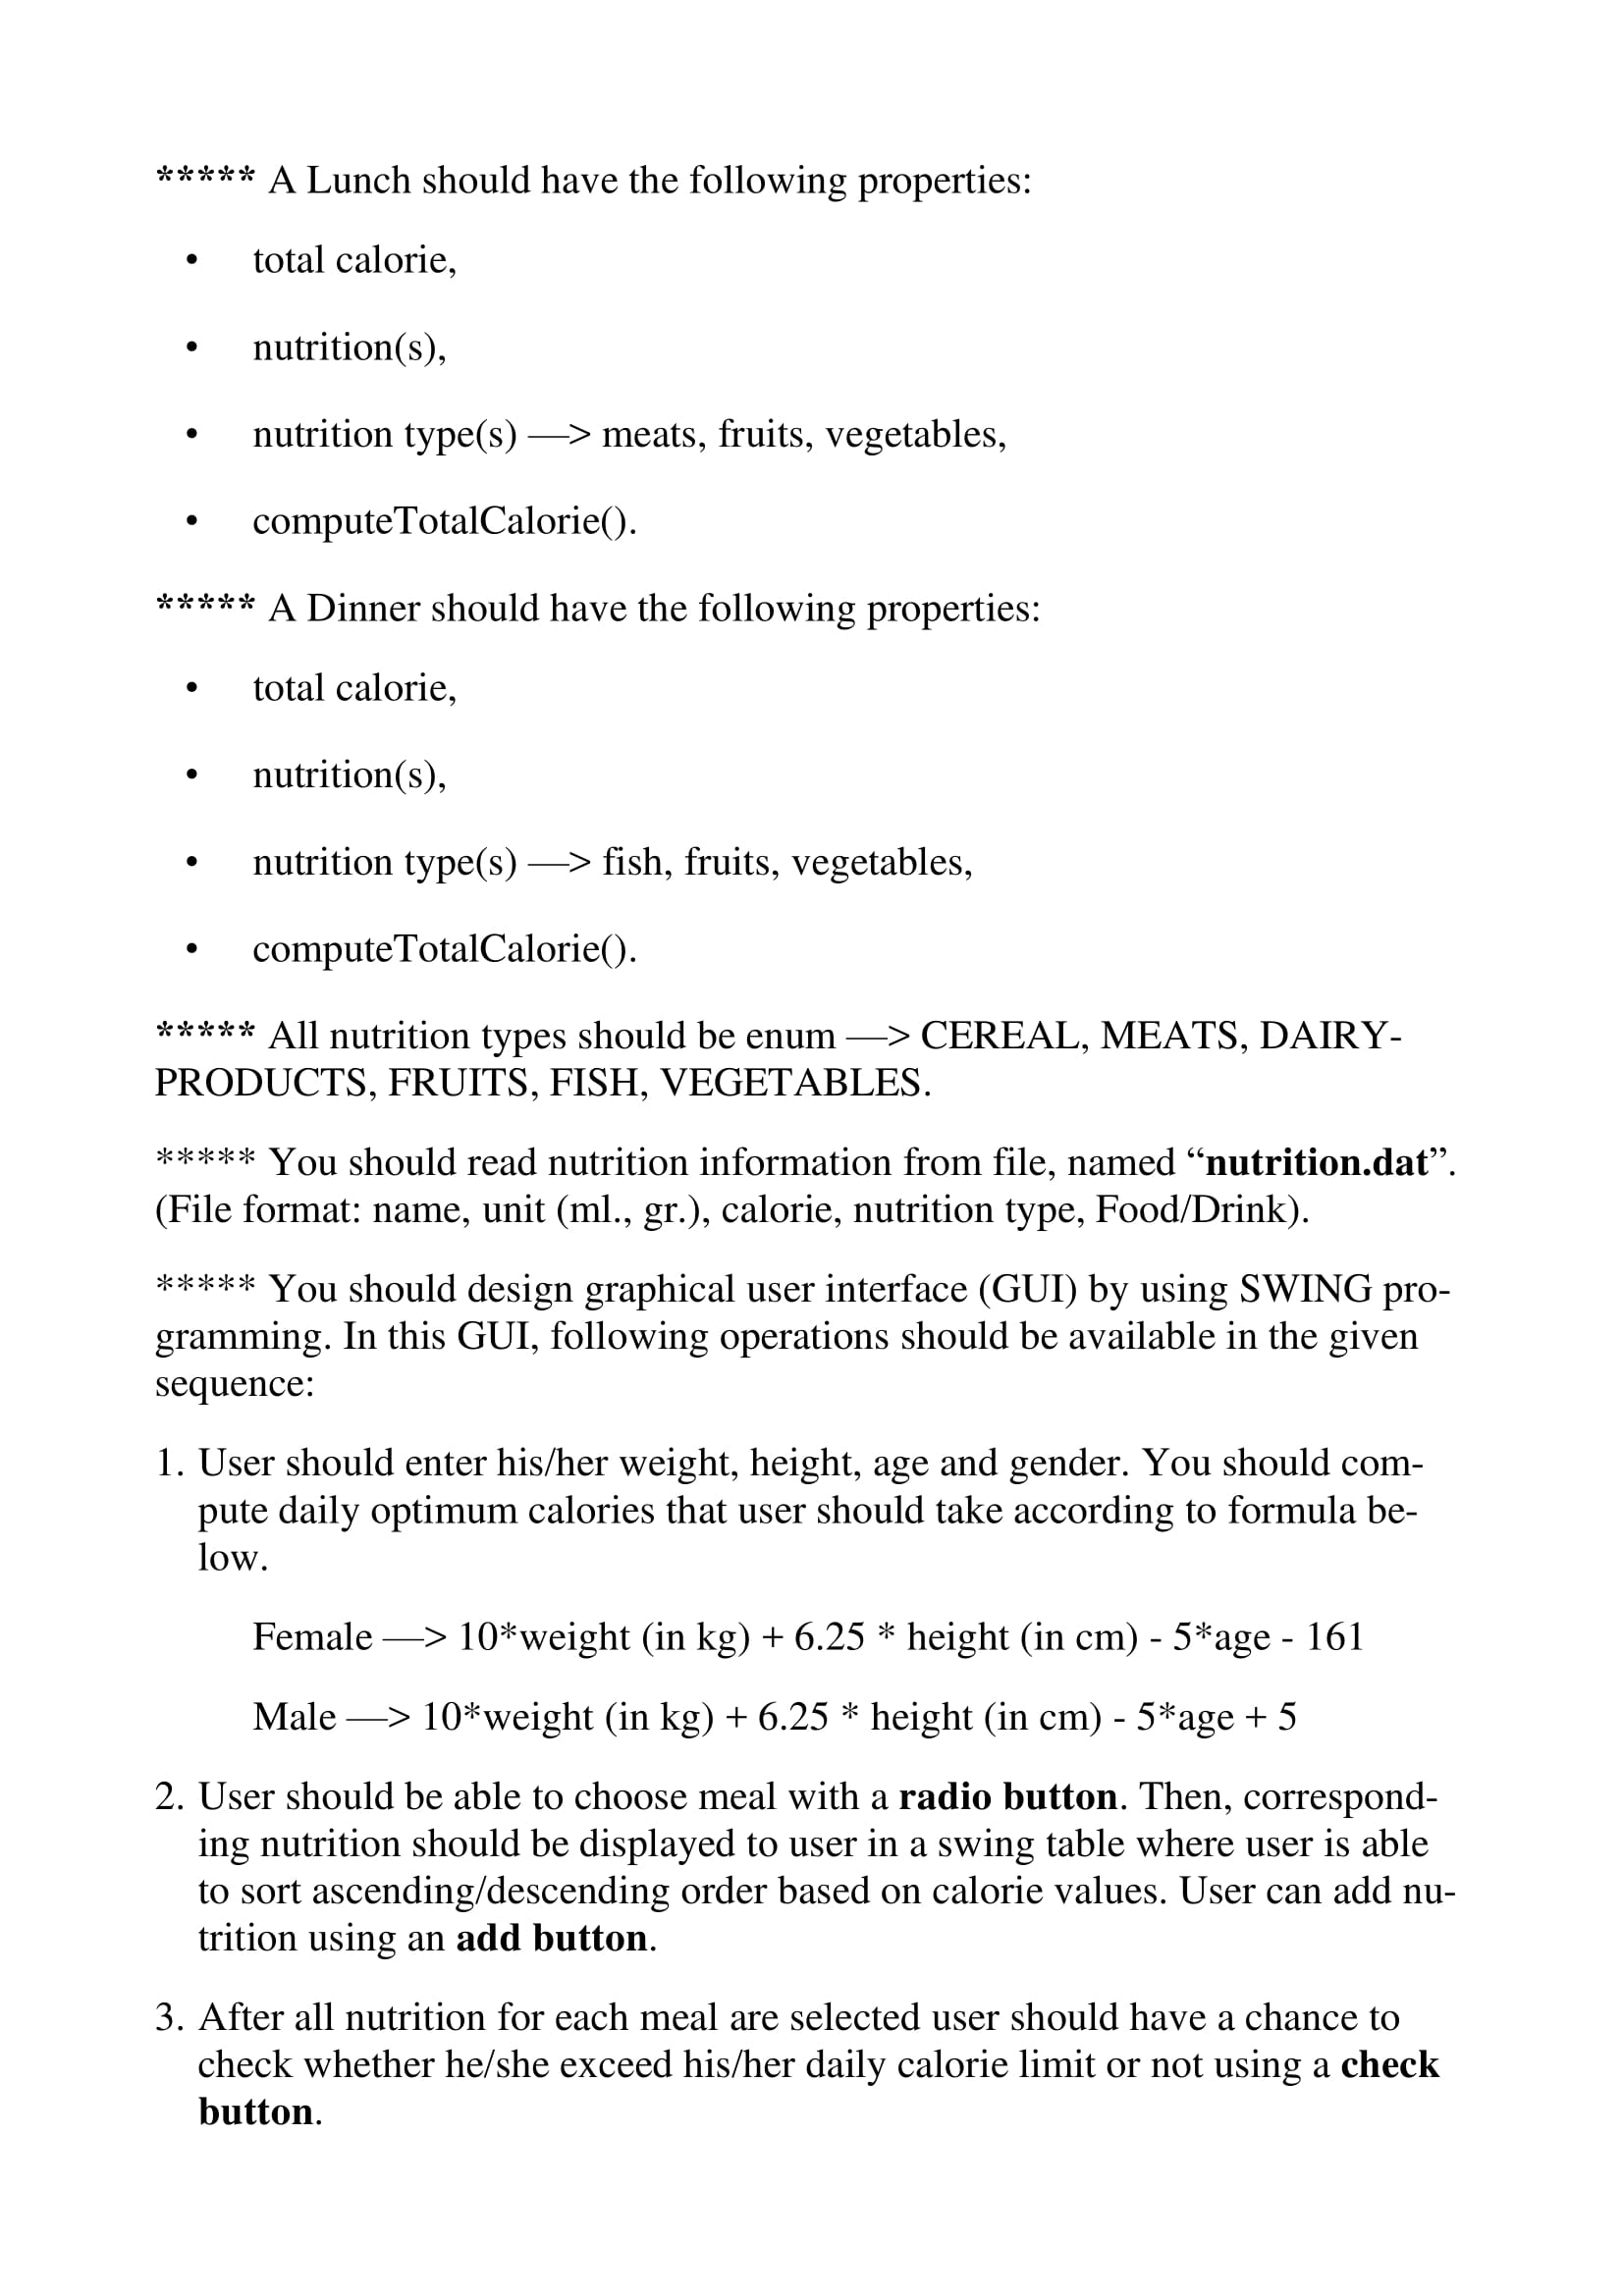 ***** A Lunch should have the following properties:
• total calorie,
• nutrition(s),
• nutrition type(s) —> meats, fruits, vegetables,
• computeTotalCalorie().
***** A Dinner should have the following properties:
• total calorie,
• nutrition(s),
• nutrition type(s) —> fish, fruits, vegetables,
• computeTotalCalorie().
***** All nutrition types should be enum —> CEREAL, MEATS, DAIRY-
PRODUCTS, FRUITS, FISH, VEGETABLES.
***** You should read nutrition information from file, named “nutrition.dat”.
(File format: name, unit (ml., gr.), calorie, nutrition type, Food/Drink).
***** You should design graphical user interface (GUI) by using SWING pro-
gramming. In this GUI, following operations should be available in the given
sequence:
1. User should enter his/her weight, height, age and gender. You should com-
pute daily optimum calories that user should take according to formula be-
low.
Female —> 10*weight (in kg) + 6.25 * height (in cm) - 5*age - 161
Male —> 10*weight (in kg) + 6.25 * height (in cm) - 5*age + 5
2. User should be able to choose meal with a radio button. Then, correspond-
ing nutrition should be displayed to user in a swing table where user is able
to sort ascending/descending order based on calorie values. User can add nu-
trition using an add button.
3. After all nutrition for each meal are selected user should have a chance to
check whether he/she exceed his/her daily calorie limit or not using a check
button.